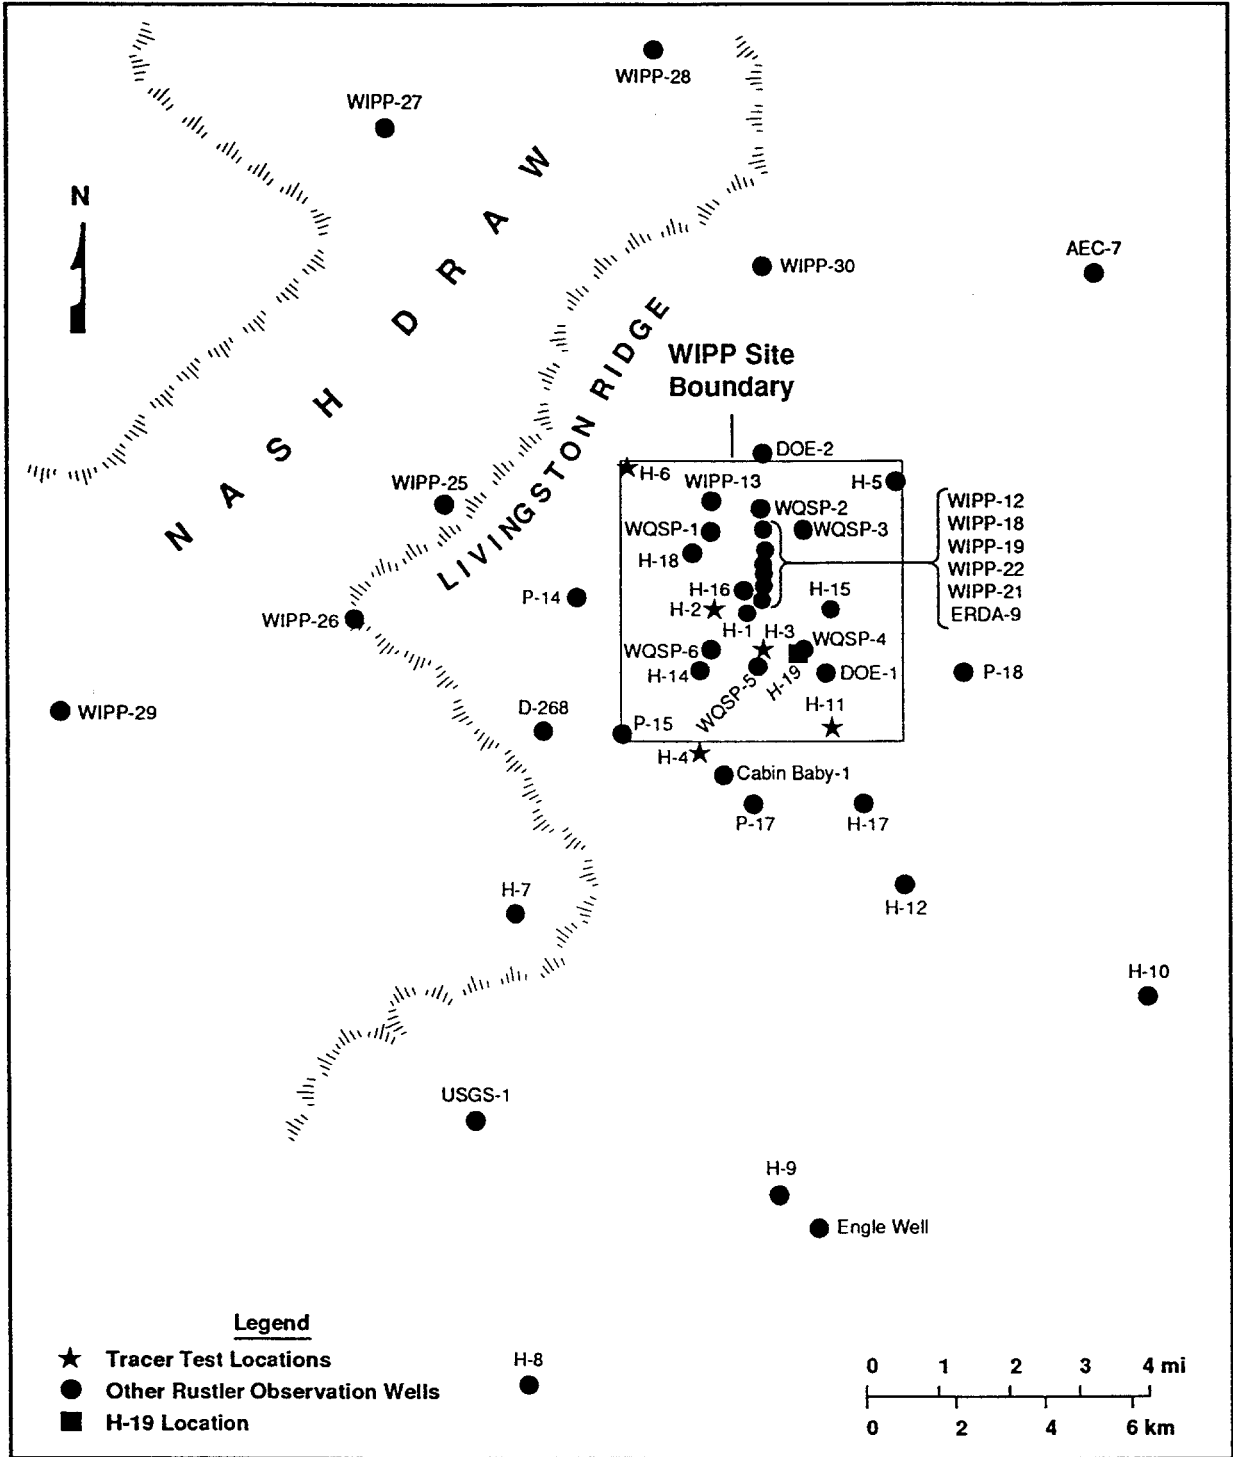 WIPP-28
WIPP-27
N
NASH DRAW
WIPP-30
AEC-7
LIVINGSTON RIDGE
WIPP Site
Boundary
DOE-2
H-6
WIPP-13
H-5
WIPP-25
WQSP-2
WQSP-1
WQSP-3
H-18
WIPP-12
WIPP-18
WIPP-19
WIPP-22
WIPP-21
ERDA-9
P-14
H-16
H-15
H-2
WIPP-26
H-1
H-3
WQSP-4
WQSP-6
H-14
WQSP-5
H-19
DOE-1
P-18
WIPP-29
D-268
P-15
H-11
H-4
Cabin Baby-1
P-17
H-17
H-7
H-12
H-10
USGS-1
H-9
Engle Well
Legend
Tracer Test Locations
Other Rustler Observation Wells
H-19 Location
H-8
0 1 2 3 4 mi
0 2 4 6 km